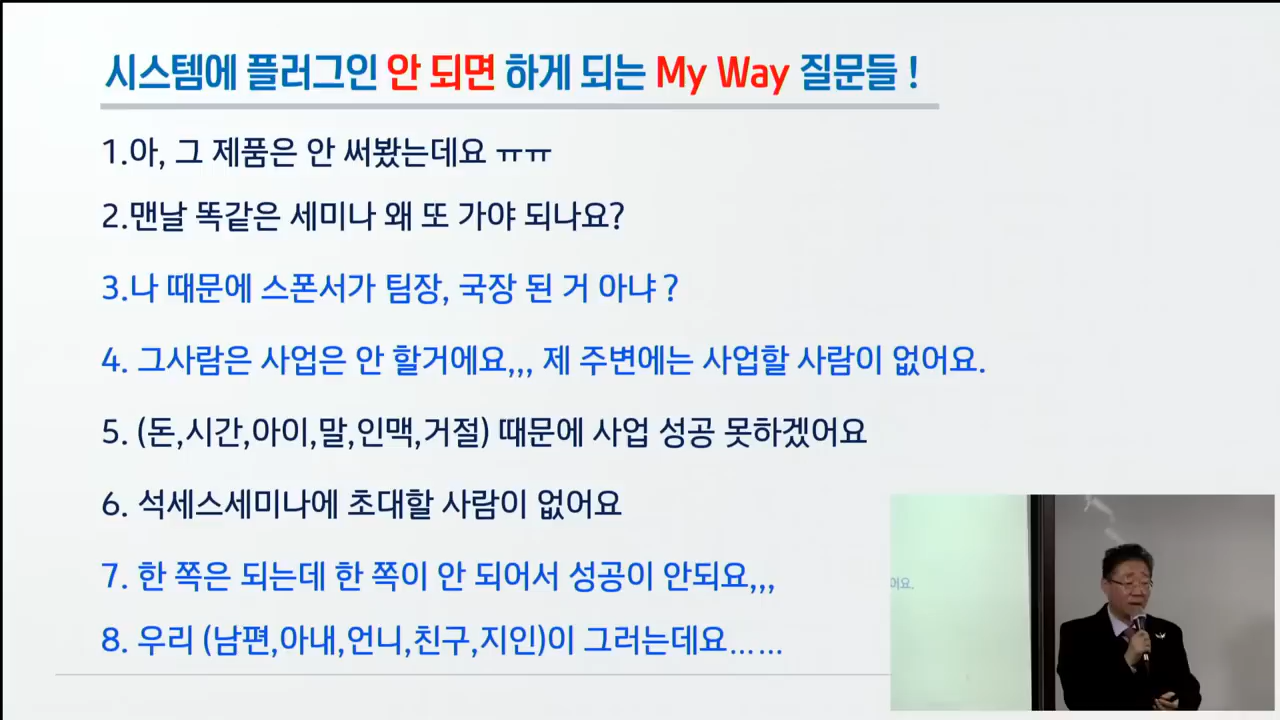 시스템에 플러그인 안 되면 하게 되는 My Way 질문들 !
1.아, 그 제품은 안 써봤는데요 ㅠㅠ
2.맨날 똑같은 세미나 왜 또 가야 되나요?
3.나 때문에 스폰서가 팀장, 국장 된 거 아냐 ?
4. 그사람은 사업은 안 할거에요,,, 제 주변에는 사업할 사람이 없어요.
5. (돈,시간,아이,말,인맥,거절) 때문에 사업 성공 못하겠어요
6. 석세스세미나에 초대할 사람이 없어요
7. 한 쪽은 되는데 한 쪽이 안 되어서 성공이 안되요,,,
8. 우리 (남편,아내,언니,친구,지인)이 그러는데요……
어요.